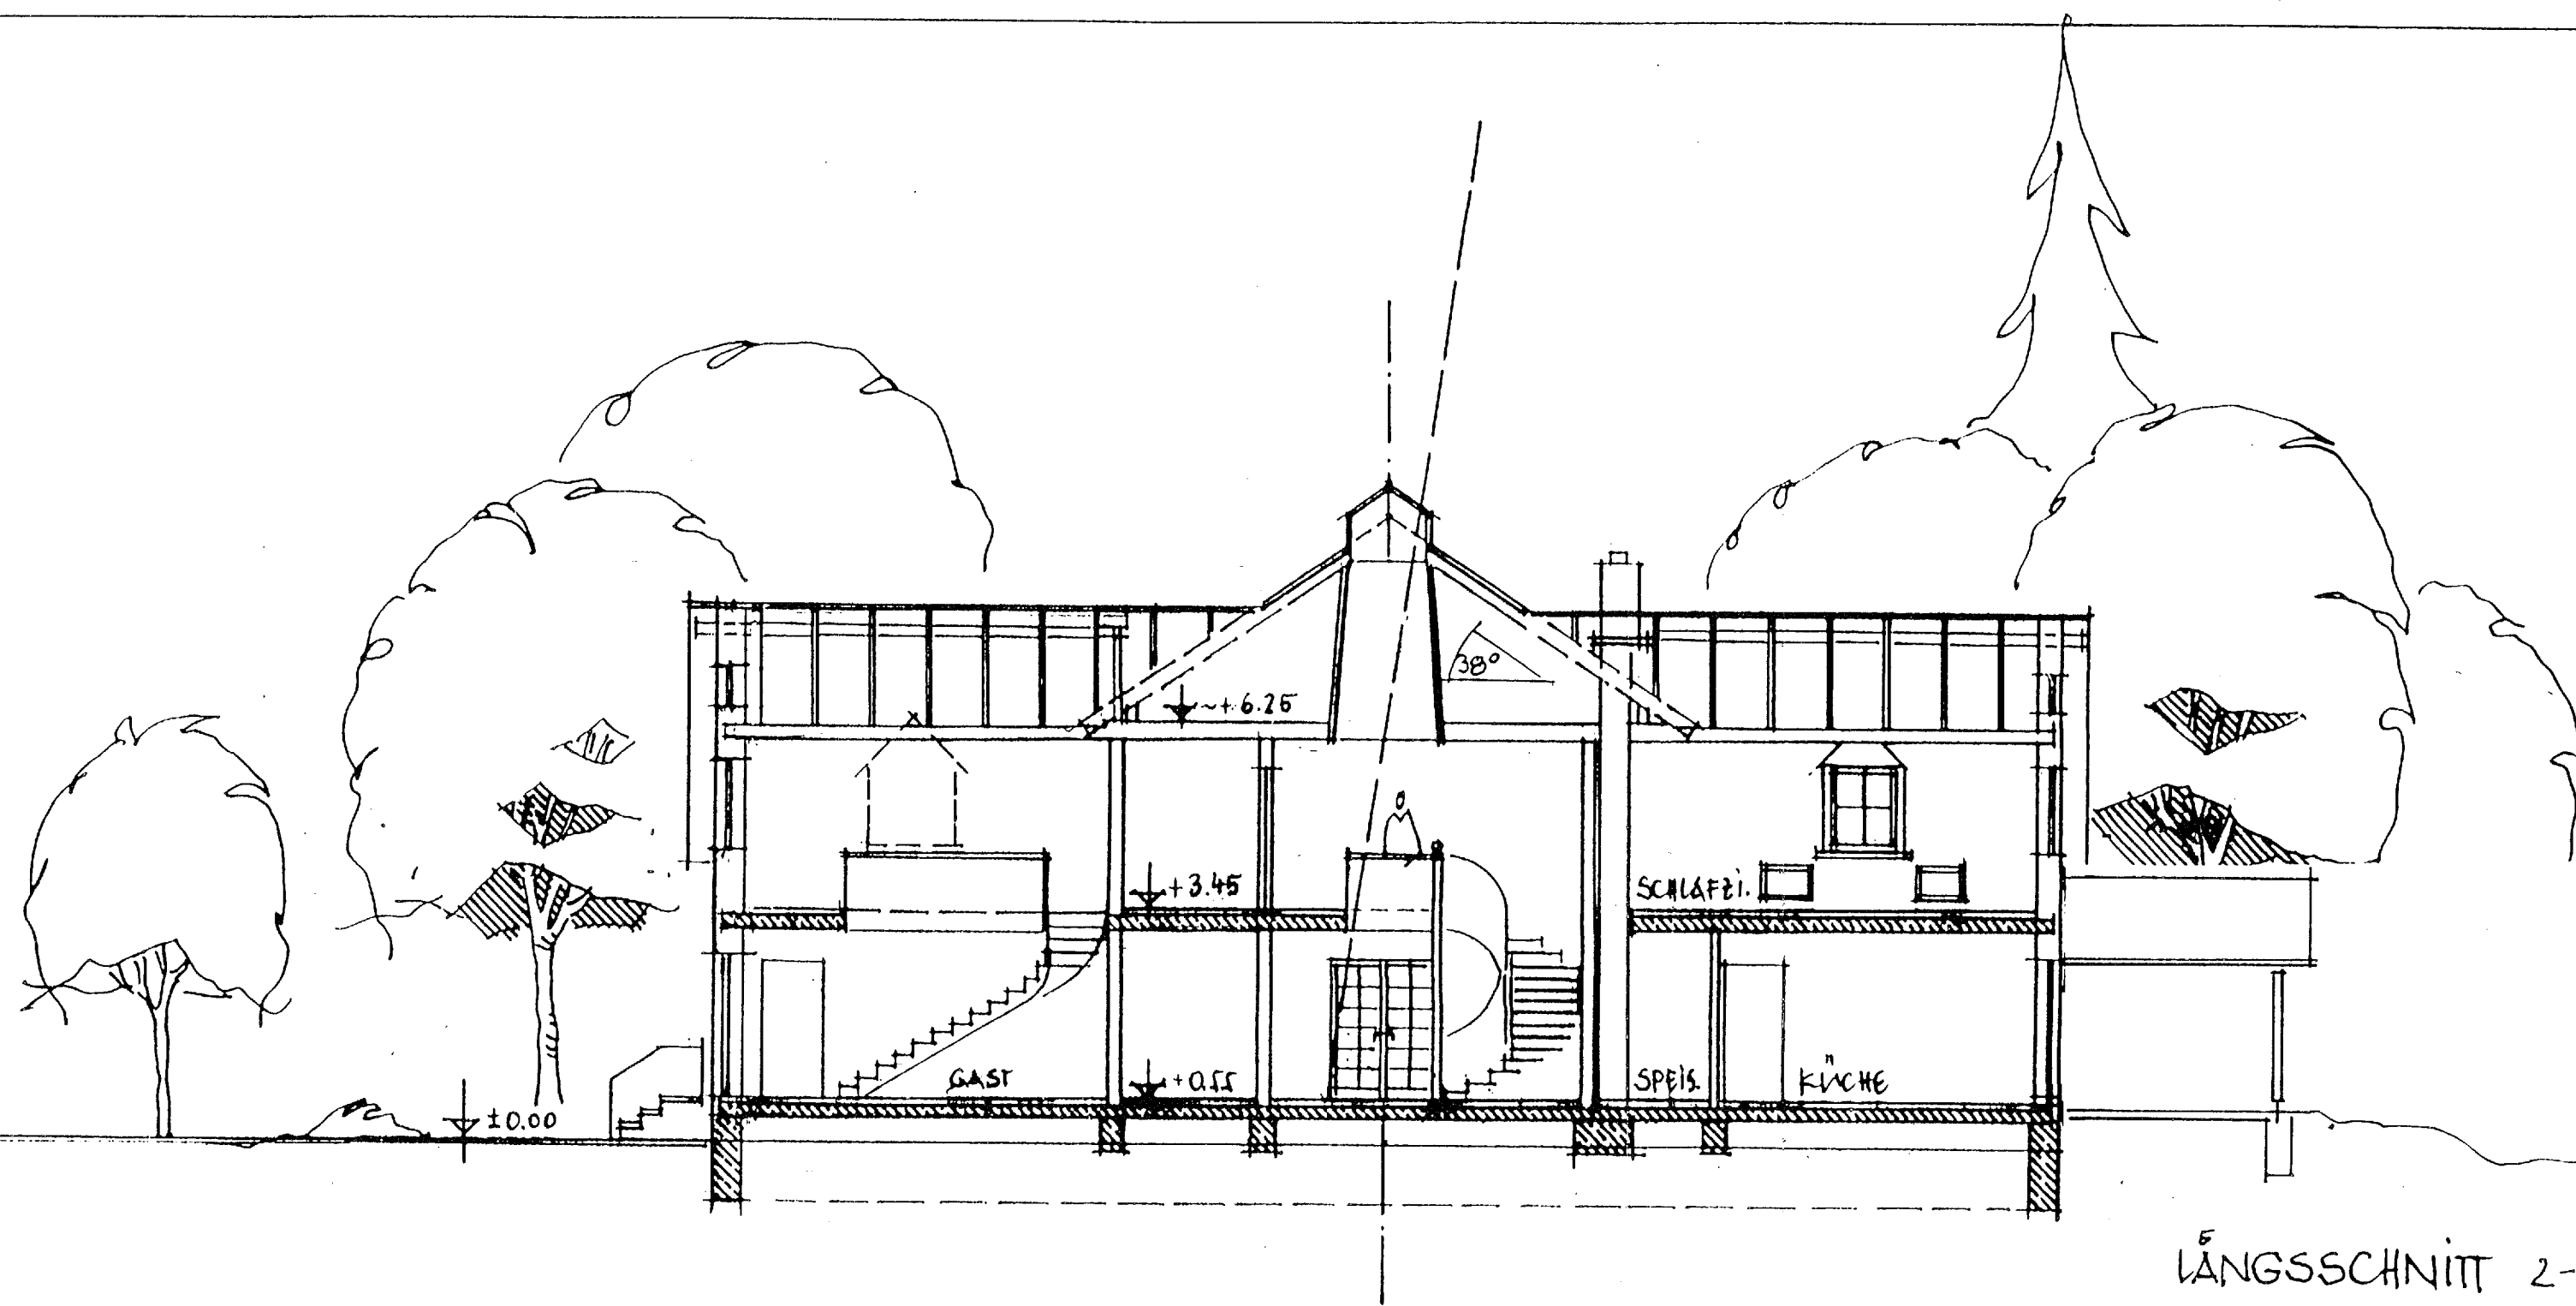 38°
~+6.25
+3.45
SCHLAFZI.
GAST
+0.55
SPEIS.
KÜCHE
±0.00
LÄNGSSCHNITT 2-